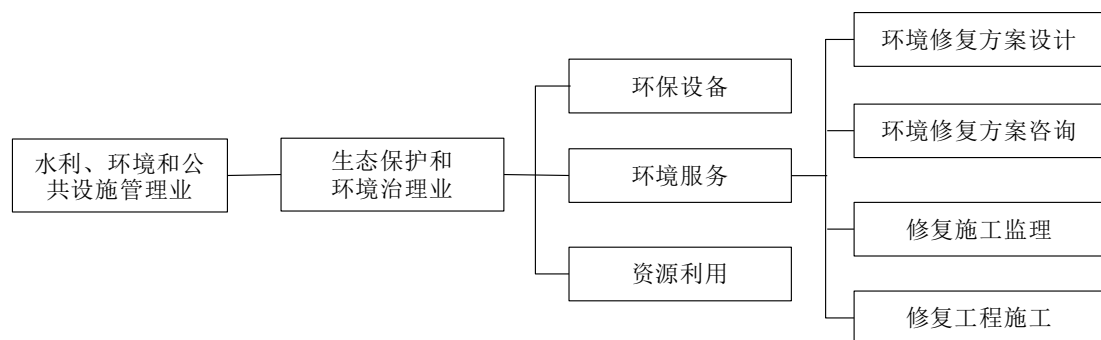 水利、环境和公
共设施管理业
生态保护和
环境治理业
环保设备
环境服务
资源利用
环境修复方案设计
环境修复方案咨询
修复施工监理
修复工程施工